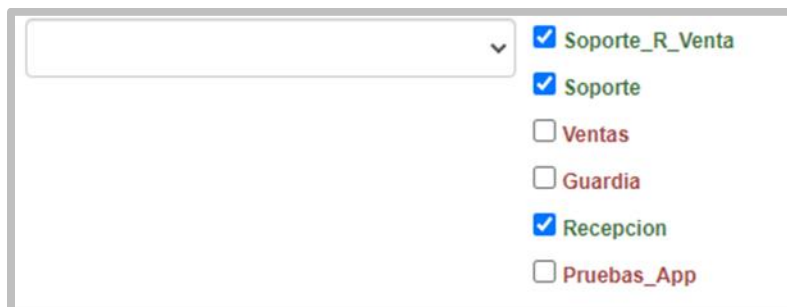 Soporte_R_Venta
Soporte
Ventas
Guardia
Recepcion
Pruebas_App